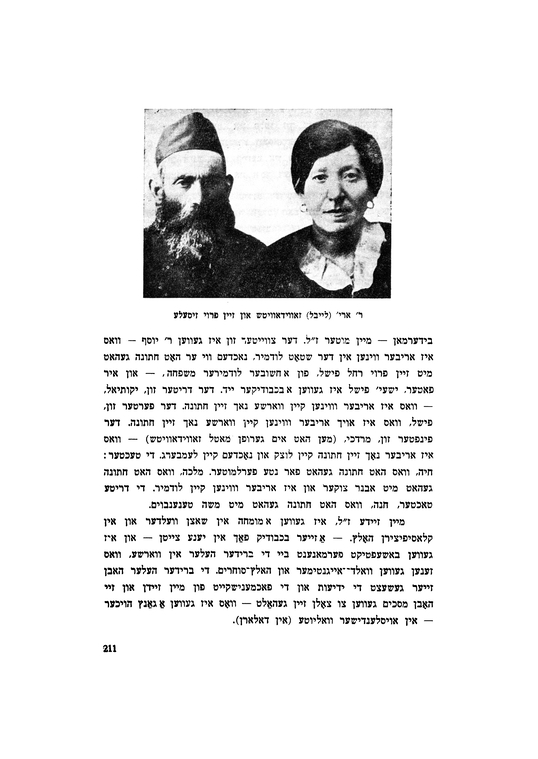 ר׳ ארי׳ (לייבל) זאווידאוויטש און זיין פרוי זיסעלע
בידערמאן — מיין מוטער ז״ל. דער צווייטער זון איז געווען ר׳ יוסף — וואס
איז אריבער ווינען אין דער שטאט לודמיר, נאכדעם ווי ער האט חתונה געהאט
מיט זיין פרוי רחל פישל, פון א חשובער לודמירער משפחה, — און איר
פאטער, ישעי׳ פישל איז געווען א בכבודיקער ייד. דער דריטער זון, יקותיאל,
— וואס איז אריבער וווינען קיין ווארשע נאך זיין חתונה. דער פערטער זון,
פישל, וואס איז אויך אריבער וווינען קיין ווארשע נאך זיין חתונה. דער
פינפטער זון, מרדכי, (מען האט אים גערופן מאטל זאווידאוויטש) — וואס
איז אריבער נאך זיין חתונה קיין לוצק און נאכדעם קיין לעמבערג. די טעכטער:
חיה, וואס האט חתונה געהאט פאר נטע פערלמוטער. מלכה, וואס האט חתונה
געהאט מיט אבנר צוקער און איז אריבער וווינען קיין לודמיר. די דריטע
טאכטער, חנה, וואס האט חתונה געהאט מיט משה טענענבוים.
מיין זיידע ז״ל, איז געווען א מומחה אין שאצן וועלדער און אין
קלאסיפיצירן האלץ. — א זייער בכבודיק פאך אין יענע צייטן — און איז
געווען באשעפטיקט פערמאנענט ביי די ברידער העלער אין ווארשע, וואס
זענען געווען וואלד־אייגנטימער און האלץ־סוחרים. די ברידער העלער האבן
זייער געשעצט די ידיעות און די פאכמענישקייט פון מיין זיידן און זיי
האבן מסכים געווען צו צאלן זיין געהאלט — וואס איז געווען א גאנץ הויכער
— אין אויסלענדישער וואליוטע (אין דאלארן).
211